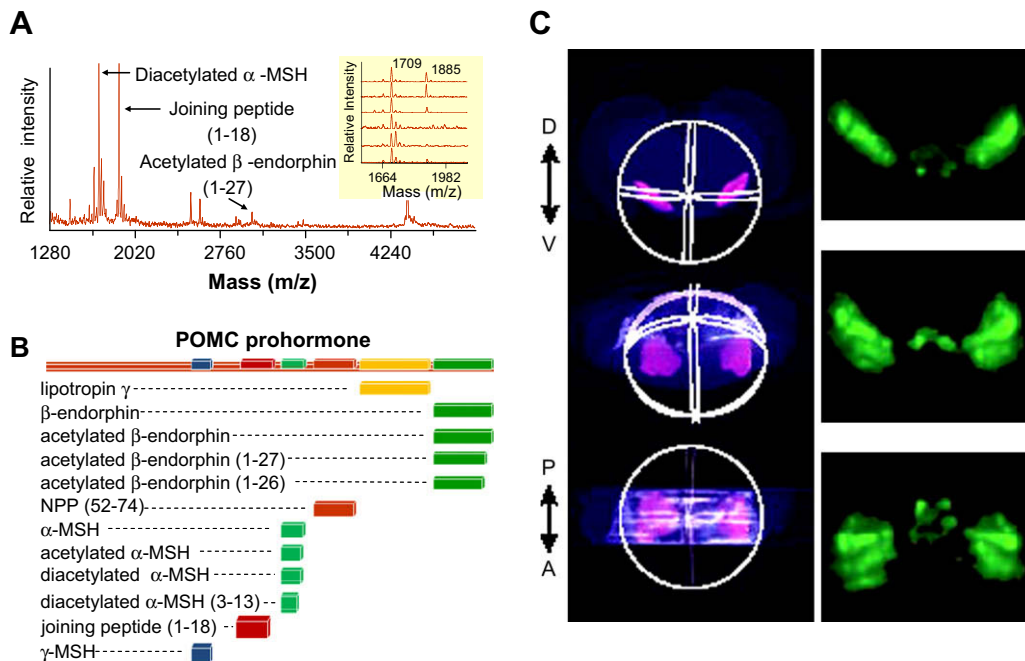 A
Relative intensity
Diacetylated α -MSH
Joining peptide
(1-18)
Acetylated β -endorphin
(1-27)
1280 2020 2760 3500 4240
Mass (m/z)
Relative Intensity
1709
1885
1664 1982
Mass (m/z)
B
POMC prohormone
lipotropin γ
β-endorphin
acetylated β-endorphin
acetylated β-endorphin (1-27)
acetylated β-endorphin (1-26)
NPP (52-74)
α-MSH
acetylated α-MSH
diacetylated α-MSH
diacetylated α-MSH (3-13)
joining peptide (1-18)
γ-MSH
C
D
V
P
A